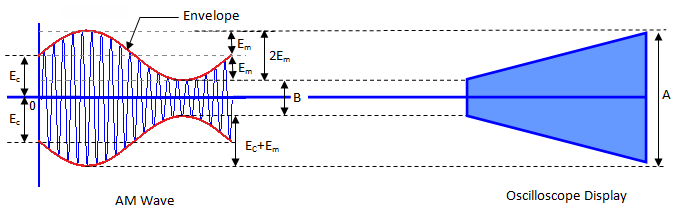 Envelope
Em
2Em
Em
Ec
B
A
0
Ec
EC+Em
AM Wave
Oscilloscope Display